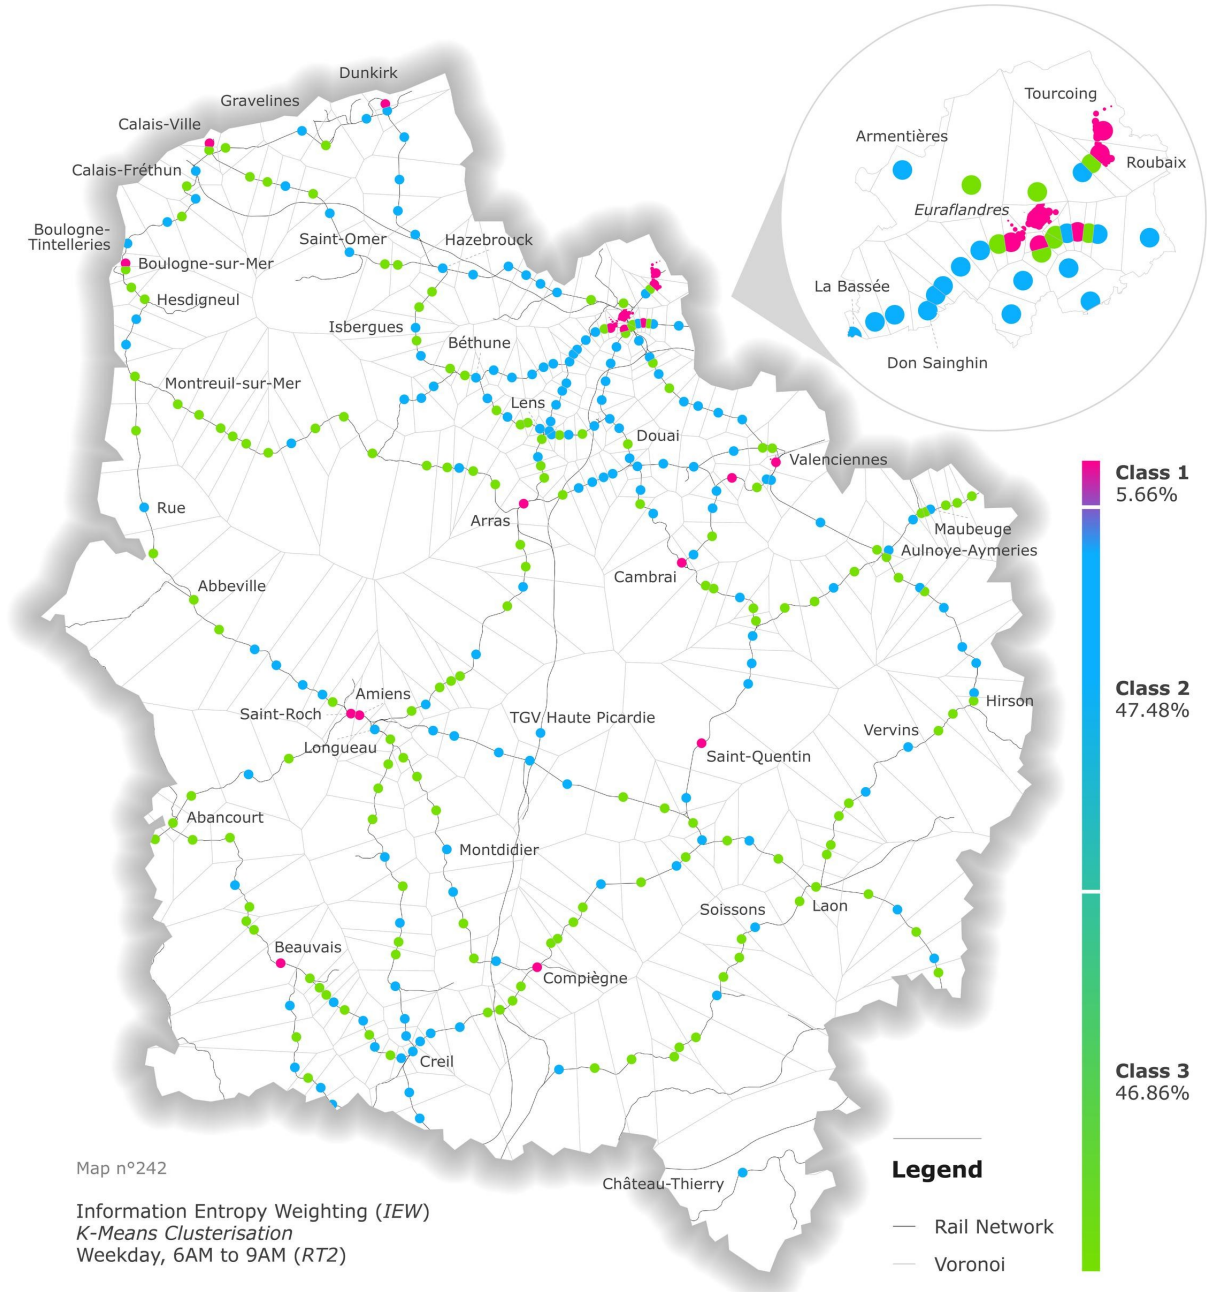 Dunkirk
Gravelines
Calais-Ville
Calais-Fréthun
Boulogne-
Tintelleries
Boulogne-sur-Mer
Hesdigneul
Saint-Omer
Hazebrouck
Isbergues
Béthune
Montreuil-sur-Mer
Lens
Douai
Valenciennes
Rue
Arras
Maubeuge
Aulnoye-Aymeries
Cambrai
Abbeville
Amiens
Saint-Roch
Longueau
TGV Haute Picardie
Hirson
Vervins
Saint-Quentin
Abancourt
Montdidier
Soissons
Laon
Beauvais
Compiègne
Creil
Château-Thierry
Tourcoing
Armentières
Roubaix
Euraflandres
La Bassée
Don Sainghin
Class 1
5.66%
Class 2
47.48%
Class 3
46.86%
Legend
Rail Network
Voronoi
Map n°242
Information Entropy Weighting (IEW)
K-Means Clusterisation
Weekday, 6AM to 9AM (RT2)